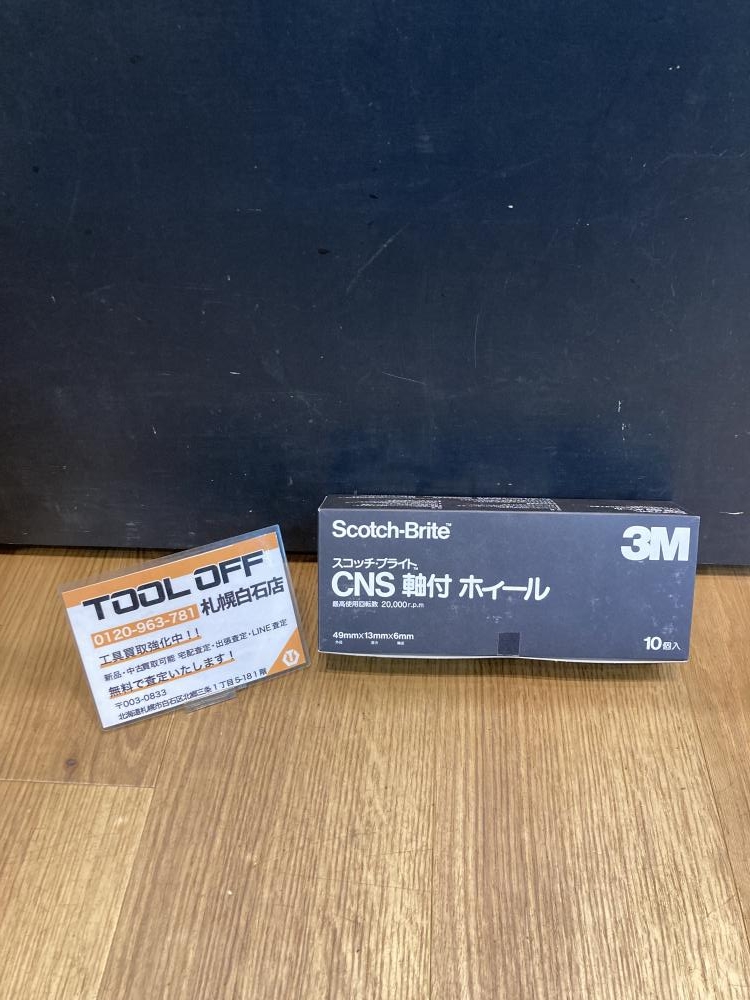 TOOL OFF
0120-963-781 札幌白石店
工具買取強化中!!
新品・中古買取可能 宅配査定・出張査定・LINE査定
無料で査定いたします!
〒003-0833
北海道札幌市白石区北郷三条1丁目5-18 1階
Scotch-Brite™
3M
スコッチ・ブライト™
CNS 軸付 ホイール
最高使用回転数 20,000r.p.m
49mm×13mm×6mm
10個入